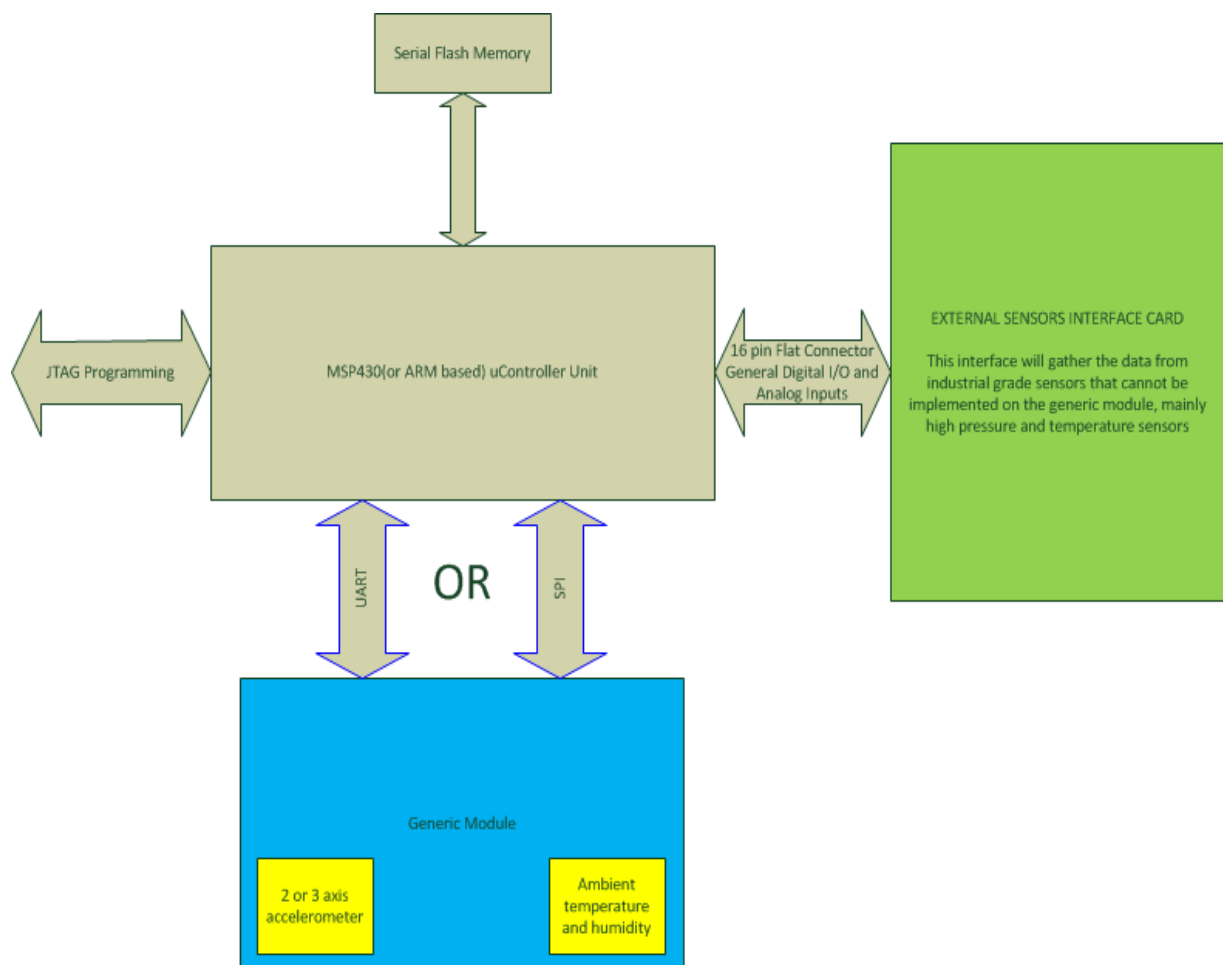 Serial Flash Memory
JTAG Programming
MSP430(or ARM based) uController Unit
16 pin Flat Connector
General Digital I/O and
Analog Inputs
EXTERNAL SENSORS INTERFACE CARD
This interface will gather the data from
industrial grade sensors that cannot be
implemented on the generic module, mainly
high pressure and temperature sensors
UART
OR
SPI
Generic Module
2 or 3 axis
accelerometer
Ambient
temperature
and humidity